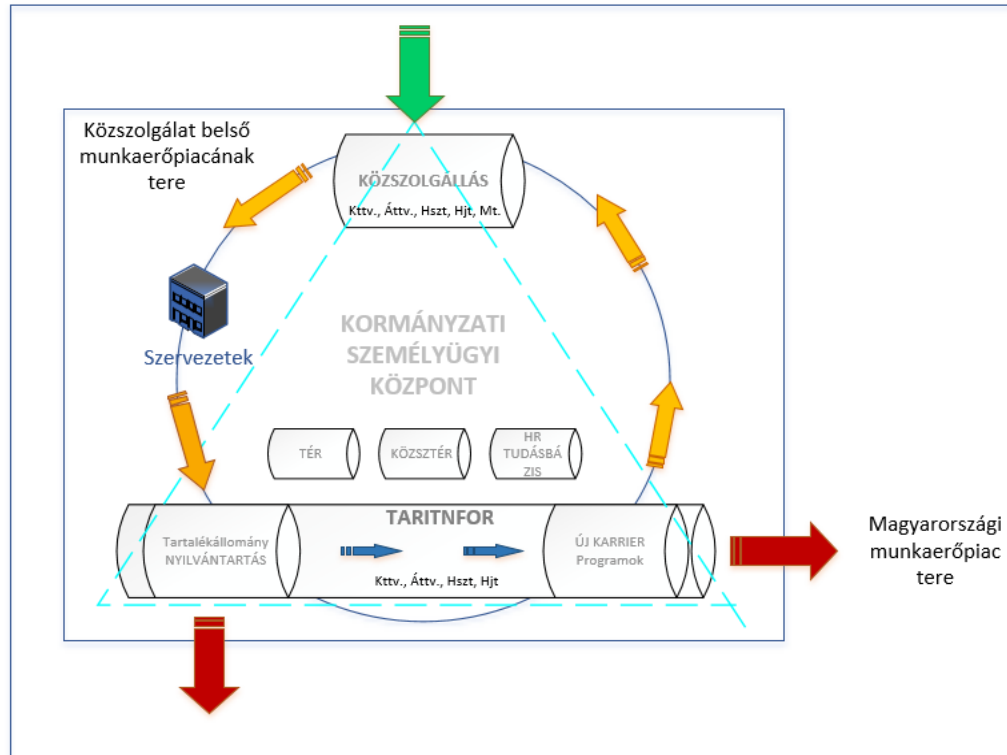 Közszolgálat belső
munkaerőpiacának
tere
KÖZSZOLGÁLLÁS
Kttv., Áttv., Hszt, Hjt, Mt.
Szervezetek
KORMÁNYZATI
SZEMÉLYÜGYI
KÖZPONT
TÉR
KÖZSZTÉR
HR
TUDÁSBÁ
ZIS
TARITNFOR
Tartalékállomány
NYILVÁNTARTÁS
ÚJ KARRIER
Programok
Kttv., Áttv., Hszt, Hjt
Magyarországi
munkaerőpiac
tere